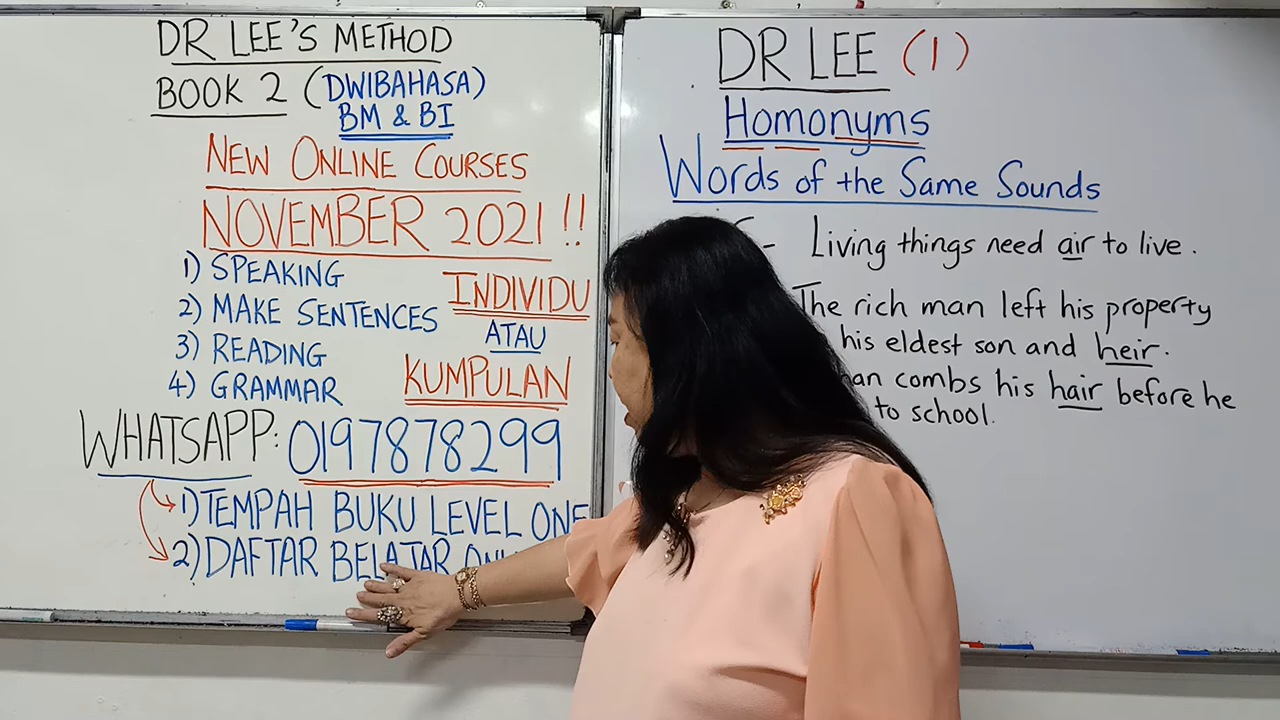 DR LEE'S METHOD
BOOK 2 (DWIBAHASA)
BM & BI
NEW ONLINE COURSES
NOVEMBER 2021 !!
1) SPEAKING
2) MAKE SENTENCES
3) READING
4) GRAMMAR
INDIVIDU
ATAU
KUMPULAN
WHATSAPP: 0197878299
1) TEMPAH BUKU LEVEL ONE
2) DAFTAR BELAJAR
DR LEE (1)
Homonyms
Words of the Same Sounds
- Living things need air to live.
The rich man left his property
his eldest son and heir.
combs his hair before he
to school.